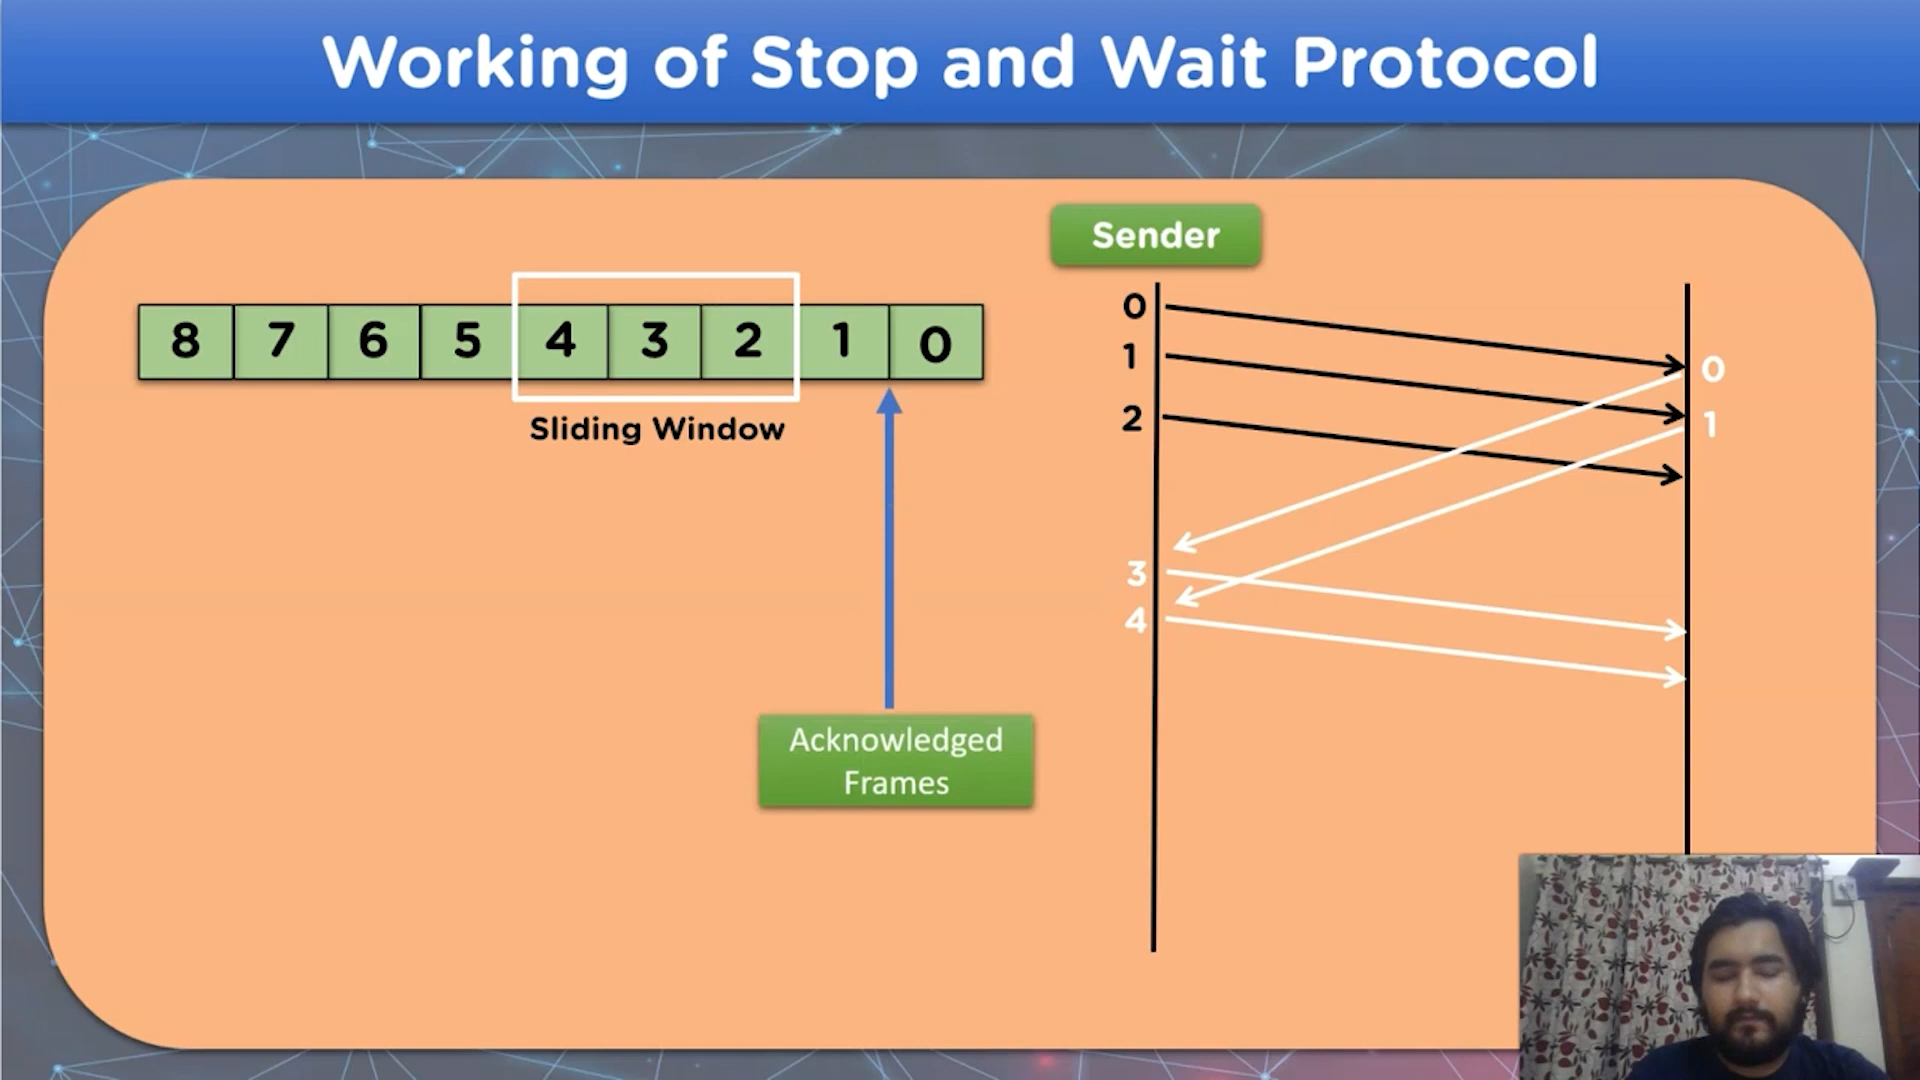 Working of Stop and Wait Protocol
8 7 6 5 4 3 2 1 0
Sliding Window
Acknowledged
Frames
Sender
0
1
2
3
4
0
1